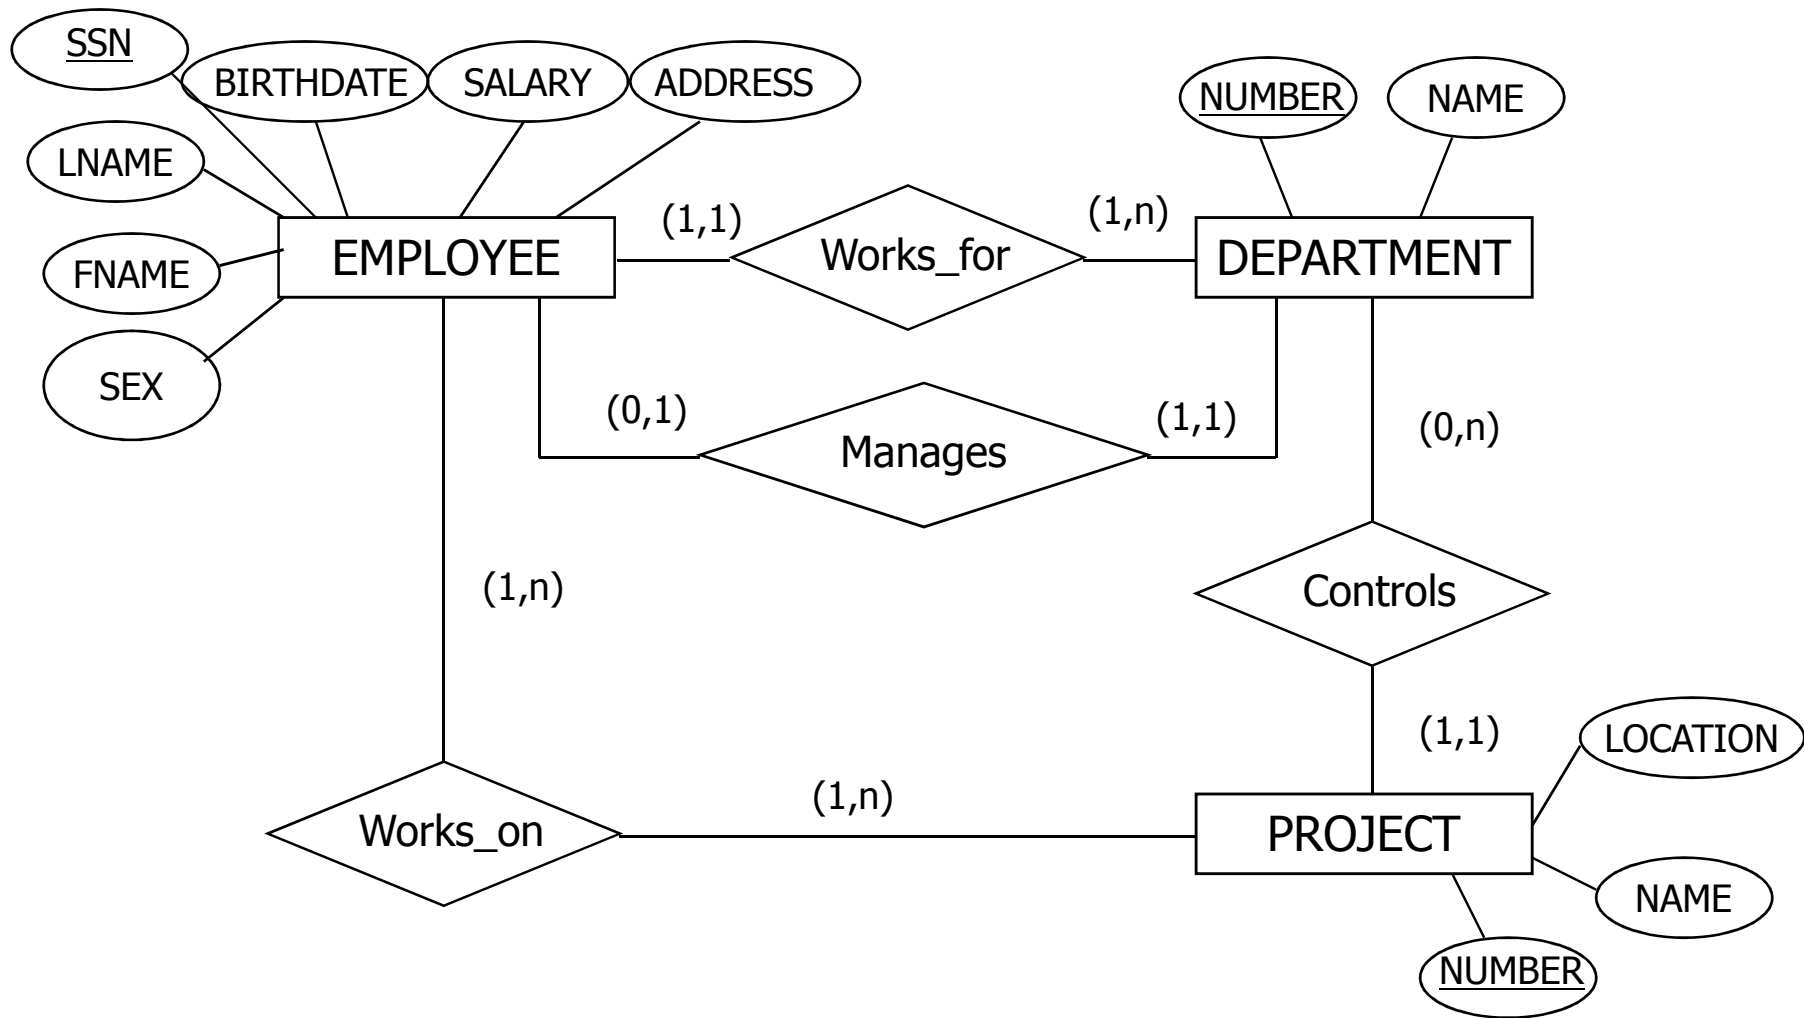 SSN
BIRTHDATE
SALARY
ADDRESS
NUMBER
NAME
LNAME
FNAME
SEX
EMPLOYEE
(1,1)
Works_for
(1,n)
DEPARTMENT
(0,1)
Manages
(1,1)
(0,n)
(1,n)
Controls
(1,1)
LOCATION
Works_on
(1,n)
PROJECT
NAME
NUMBER